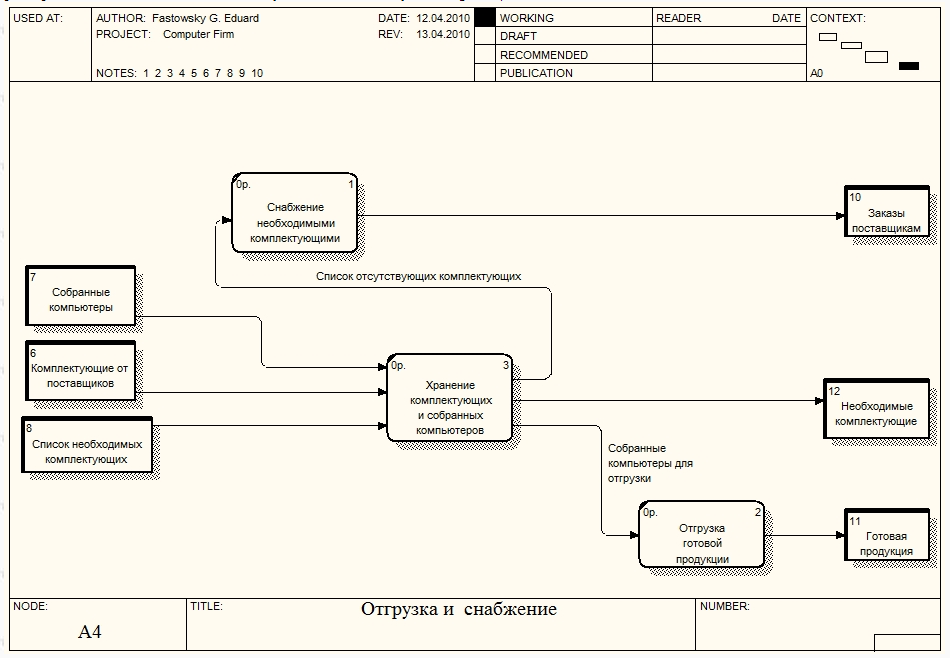 USED AT:
AUTHOR: Fastowsky G. Eduard
DATE: 12.04.2010
PROJECT: Computer Firm
REV: 13.04.2010
NOTES: 1 2 3 4 5 6 7 8 9 10
WORKING
DRAFT
RECOMMENDED
PUBLICATION
READER
DATE
CONTEXT:
A0
0р.
1
Снабжение
необходимыми
комплектующими
10
Заказы
поставщикам
Список отсутствующих комплектующих
7
Собранные
компьютеры
6
Комплектующие от
поставщиков
8
Список необходимых
комплектующих
0р.
3
Хранение
комплектующих
и собранных
компьютеров
12
Необходимые
комплектующие
Собранные
компьютеры для
отгрузки
0р.
2
Отгрузка
готовой
продукции
11
Готовая
продукция
NODE:
A4
TITLE:
Отгрузка и снабжение
NUMBER: